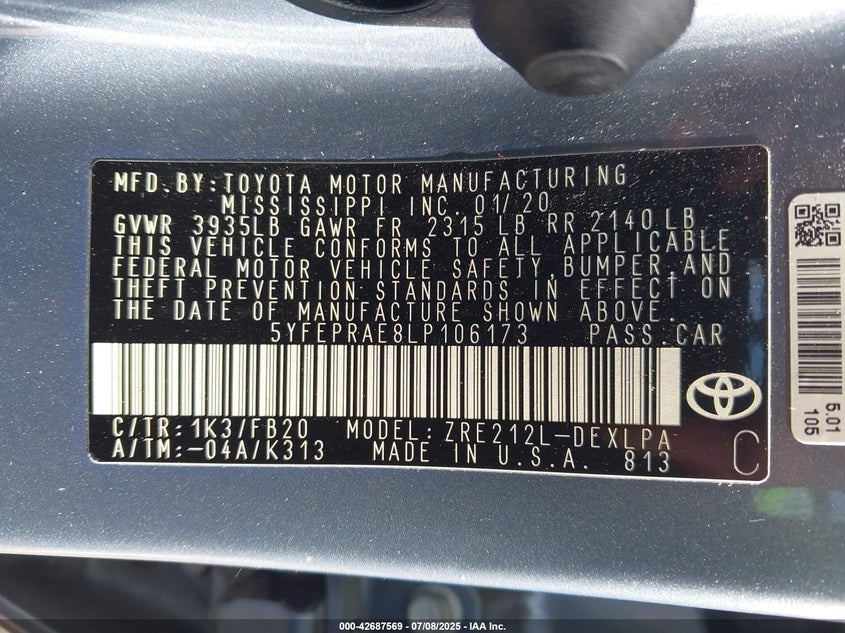 MFD.BY:TOYOTA MOTOR MANUFACTURING
MISSISSIPPI INC. 01/20
GVWR 3935LB GAWR FR 2315 LB RR 2140 LB
THIS VEHICLE CONFORMS TO ALL APPLICABLE
FEDERAL MOTOR VEHICLE SAFETY,BUMPER,AND
THEFT PREVENTION STANDARDS IN EFFECT ON
THE DATE OF MANUFACTURE SHOWN ABOVE.
5YFEPRAE8LP106173 PASS.CAR
C/TR:1K3/FB20 MODEL:ZRE212L-DEXLPA
A/TM:-04A/K313 MADE IN U.S.A. 813
C
5.01
105
000-42687569 - 07/08/2025 - IAA Inc.